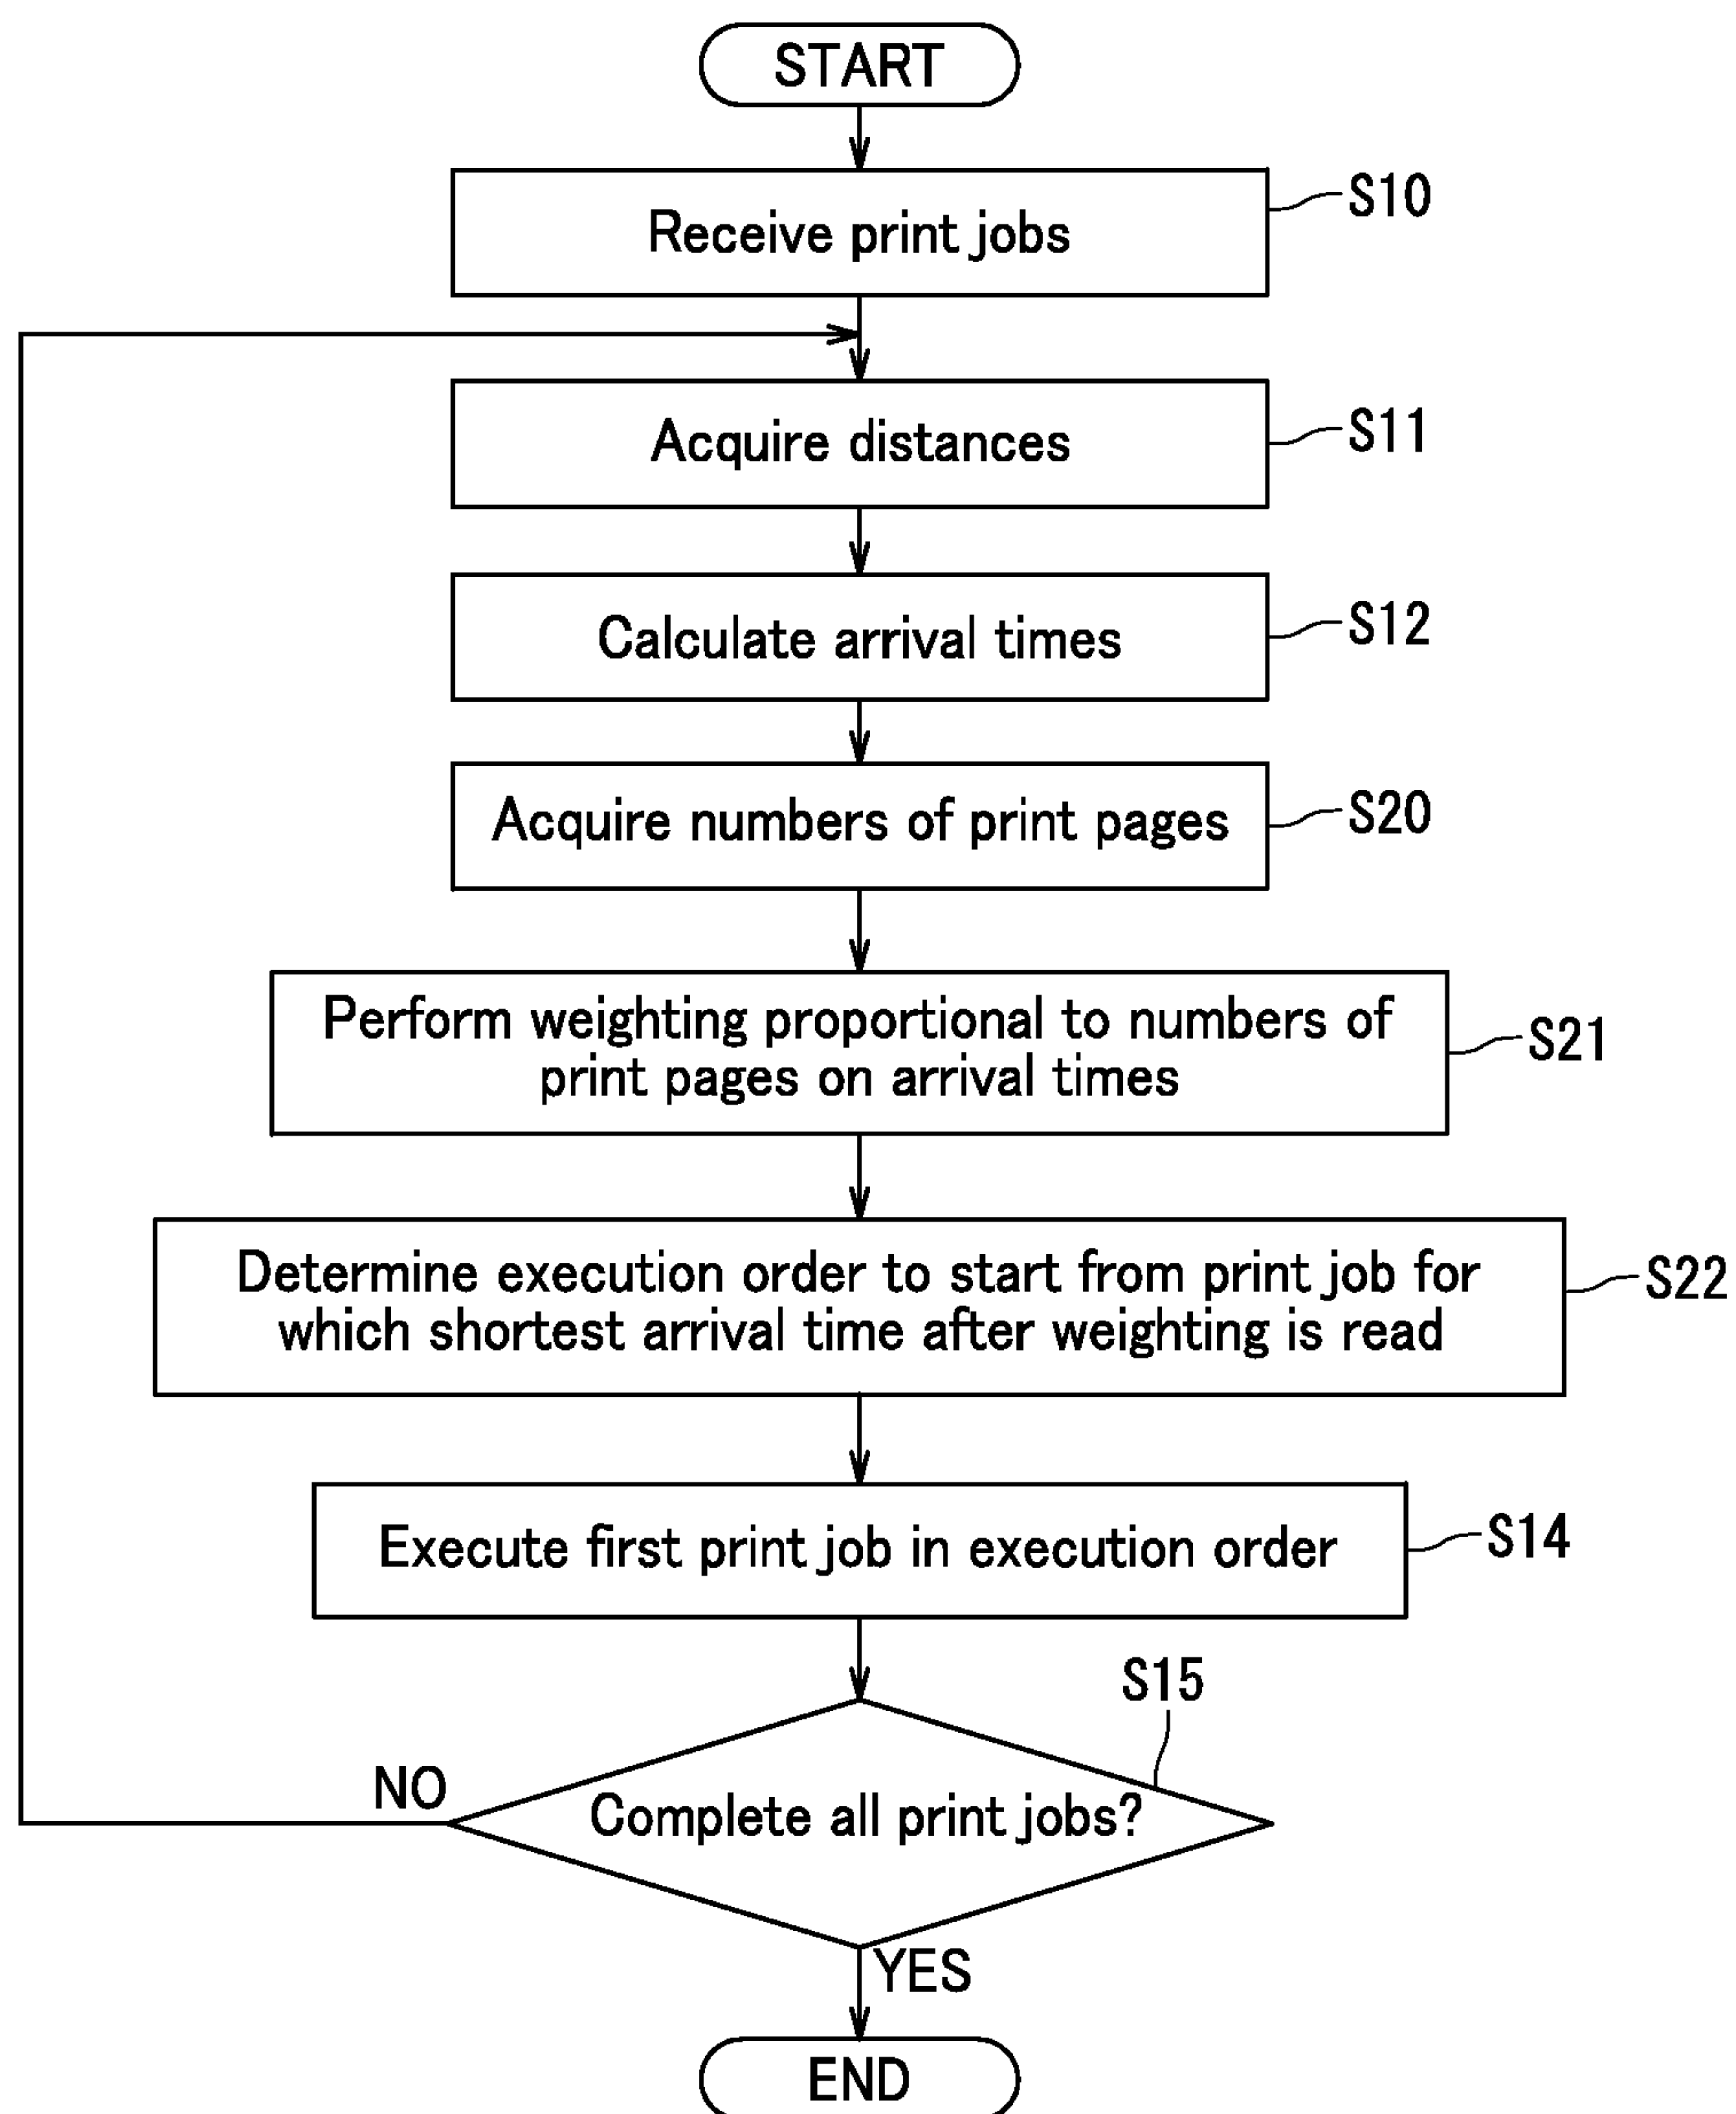 START
Receive print jobs
S10
Acquire distances
S11
Calculate arrival times
S12
Acquire numbers of print pages
S20
Perform weighting proportional to numbers of
print pages on arrival times
S21
Determine execution order to start from print job for
which shortest arrival time after weighting is read
S22
Execute first print job in execution order
S14
S15
NO
Complete all print jobs?
YES
END